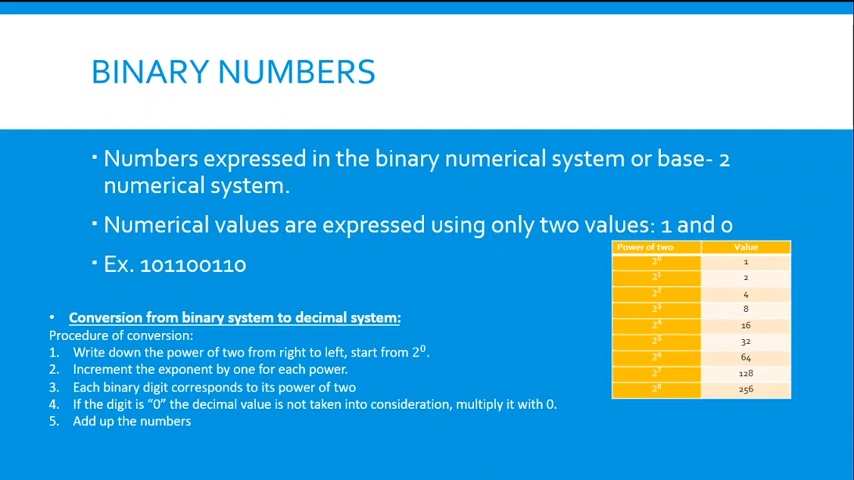 BINARY NUMBERS
▪ Numbers expressed in the binary numerical system or base- 2
numerical system.
▪ Numerical values are expressed using only two values: 1 and 0
▪ Ex. 101100110
Power of two Value
2⁰ 1
2¹ 2
2² 4
2³ 8
2⁴ 16
2⁵ 32
2⁶ 64
2⁷ 128
2⁸ 256
• Conversion from binary system to decimal system:
Procedure of conversion:
1. Write down the power of two from right to left, start from 2⁰.
2. Increment the exponent by one for each power.
3. Each binary digit corresponds to its power of two
4. If the digit is “0” the decimal value is not taken into consideration, multiply it with 0.
5. Add up the numbers